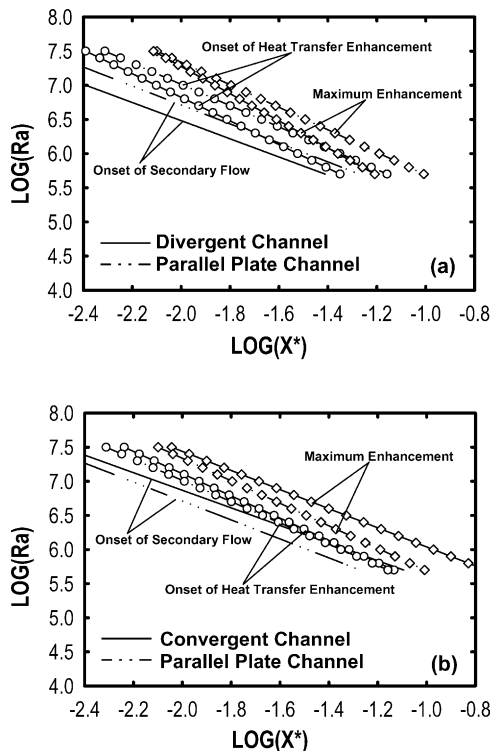 8.0
7.5
7.0
6.5
6.0
5.5
5.0
4.5
4.0
LOG(Ra)
Onset of Heat Transfer Enhancement
Maximum Enhancement
Onset of Secondary Flow
Divergent Channel
Parallel Plate Channel
(a)
-2.4 -2.2 -2.0 -1.8 -1.6 -1.4 -1.2 -1.0 -0.8
LOG(X*)
8.0
7.5
7.0
6.5
6.0
5.5
5.0
4.5
4.0
LOG(Ra)
Maximum Enhancement
Onset of Secondary Flow
Onset of Heat Transfer Enhancement
Convergent Channel
Parallel Plate Channel
(b)
-2.4 -2.2 -2.0 -1.8 -1.6 -1.4 -1.2 -1.0 -0.8
LOG(X*)